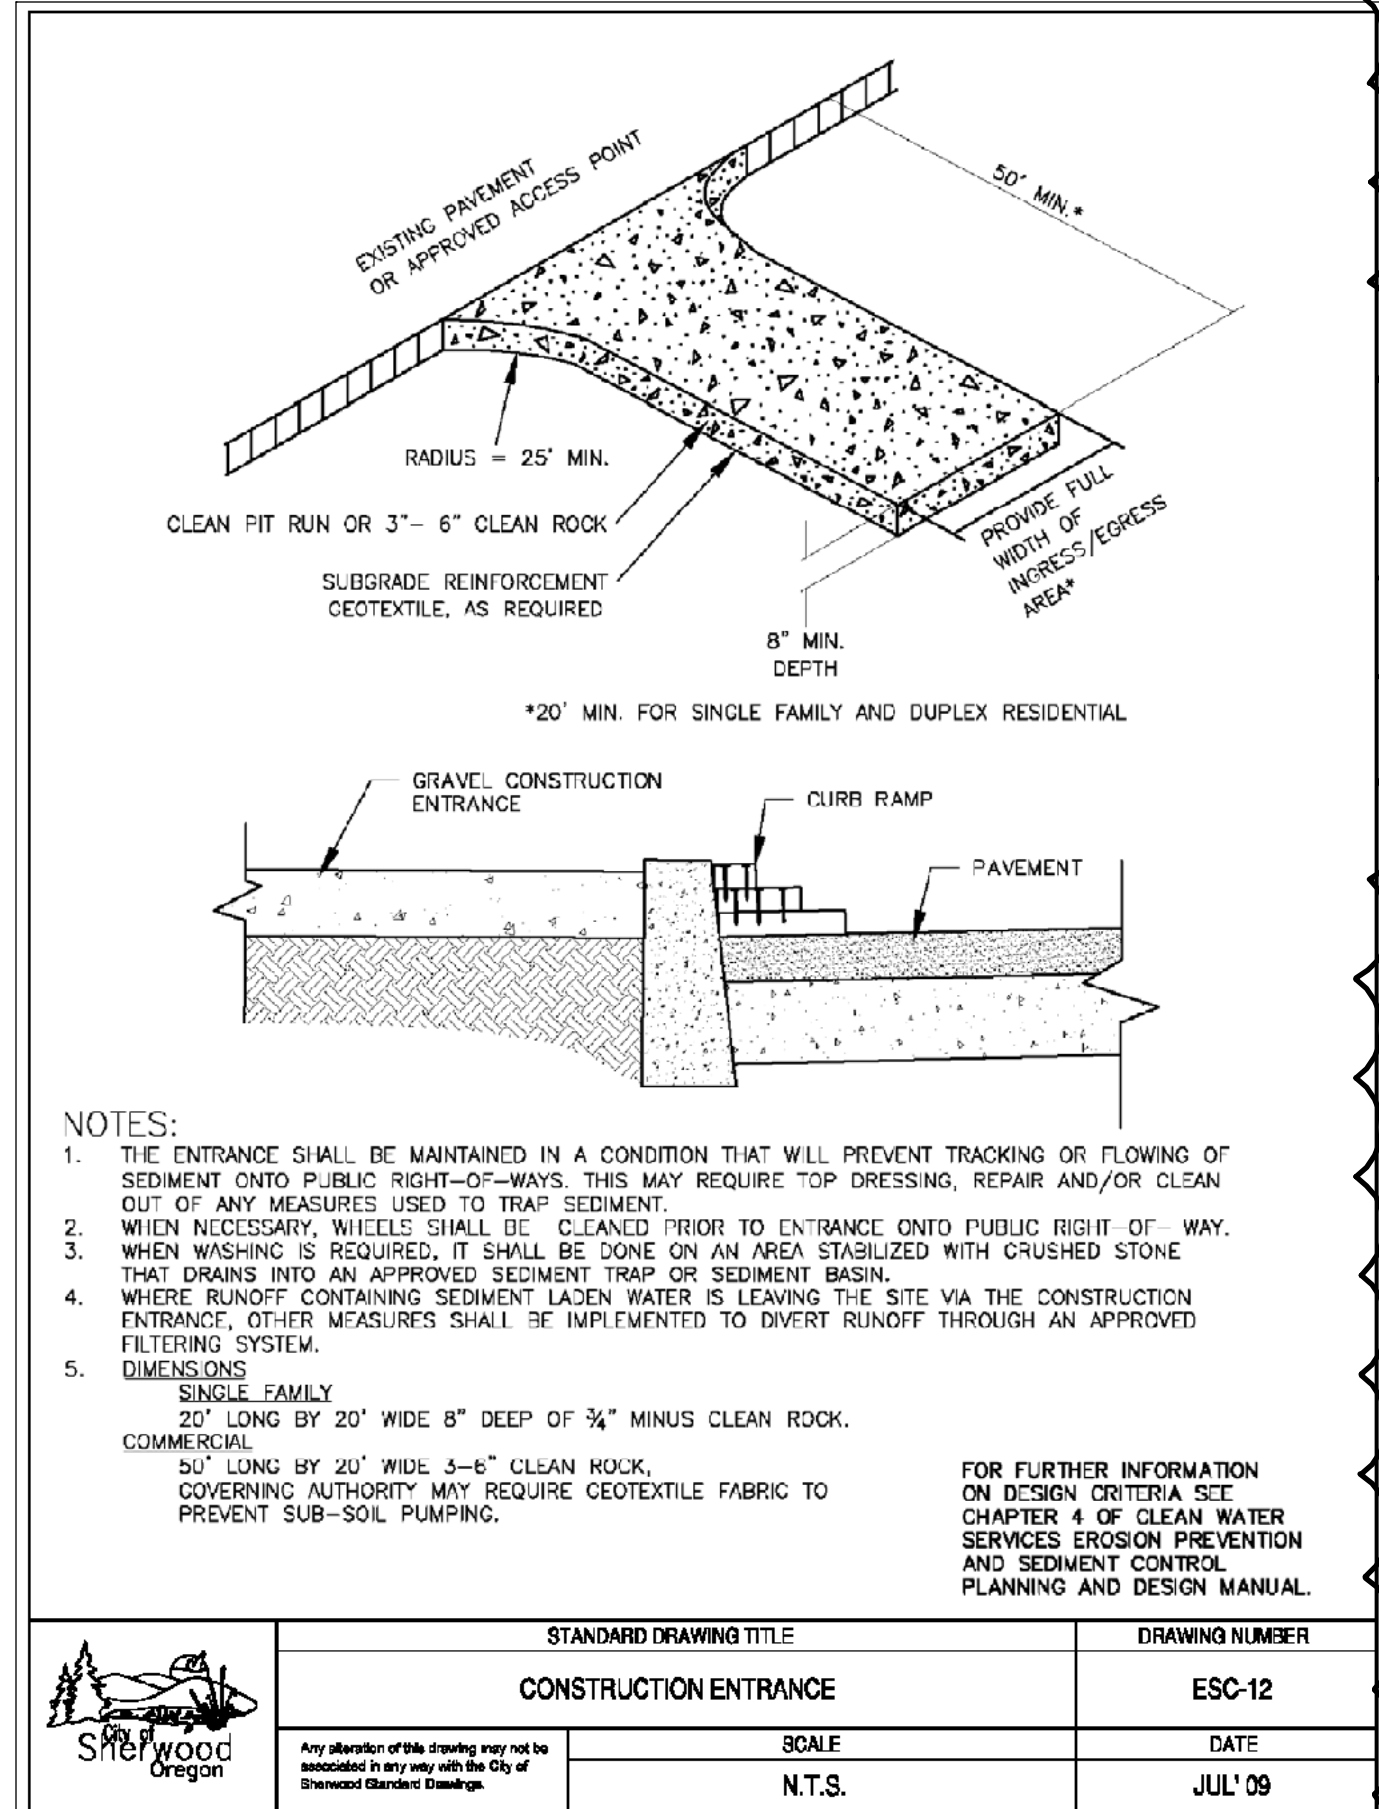 EXISTING PAVEMENT
OR APPROVED ACCESS POINT
50' MIN.*
RADIUS = 25' MIN.
CLEAN PIT RUN OR 3"- 6" CLEAN ROCK
SUBGRADE REINFORCEMENT
GEOTEXTILE, AS REQUIRED
PROVIDE FULL
WIDTH OF
INGRESS/EGRESS
AREA*
8" MIN.
DEPTH
*20' MIN. FOR SINGLE FAMILY AND DUPLEX RESIDENTIAL
GRAVEL CONSTRUCTION
ENTRANCE
CURB RAMP
PAVEMENT
NOTES:
1. THE ENTRANCE SHALL BE MAINTAINED IN A CONDITION THAT WILL PREVENT TRACKING OR FLOWING OF
SEDIMENT ONTO PUBLIC RIGHT-OF-WAYS. THIS MAY REQUIRE TOP DRESSING, REPAIR AND/OR CLEAN
OUT OF ANY MEASURES USED TO TRAP SEDIMENT.
2. WHEN NECESSARY, WHEELS SHALL BE CLEANED PRIOR TO ENTRANCE ONTO PUBLIC RIGHT-OF- WAY.
3. WHEN WASHING IS REQUIRED, IT SHALL BE DONE ON AN AREA STABILIZED WITH CRUSHED STONE
THAT DRAINS INTO AN APPROVED SEDIMENT TRAP OR SEDIMENT BASIN.
4. WHERE RUNOFF CONTAINING SEDIMENT LADEN WATER IS LEAVING THE SITE VIA THE CONSTRUCTION
ENTRANCE, OTHER MEASURES SHALL BE IMPLEMENTED TO DIVERT RUNOFF THROUGH AN APPROVED
FILTERING SYSTEM.
5. DIMENSIONS
SINGLE FAMILY
20' LONG BY 20' WIDE 8" DEEP OF ¾" MINUS CLEAN ROCK.
COMMERCIAL
50' LONG BY 20' WIDE 3-6" CLEAN ROCK,
GOVERNING AUTHORITY MAY REQUIRE GEOTEXTILE FABRIC TO
PREVENT SUB-SOIL PUMPING.
FOR FURTHER INFORMATION
ON DESIGN CRITERIA SEE
CHAPTER 4 OF CLEAN WATER
SERVICES EROSION PREVENTION
AND SEDIMENT CONTROL
PLANNING AND DESIGN MANUAL.
City of
Sherwood
Oregon
STANDARD DRAWING TITLE
CONSTRUCTION ENTRANCE
DRAWING NUMBER
ESC-12
Any alteration of this drawing may not be
associated in any way with the City of
Sherwood Standard Drawings.
SCALE
N.T.S.
DATE
JUL' 09